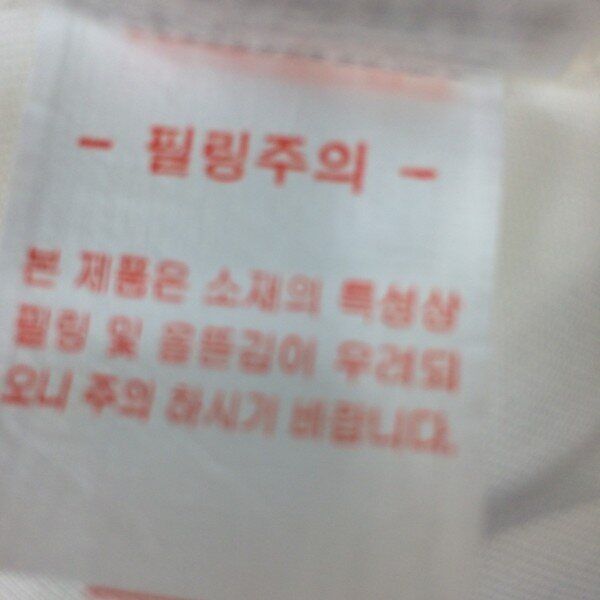 - 필링주의 -
본 제품은 소재의 특성상
필링 및 올뜯김이 우려되
오니 주의 하시기 바랍니다.